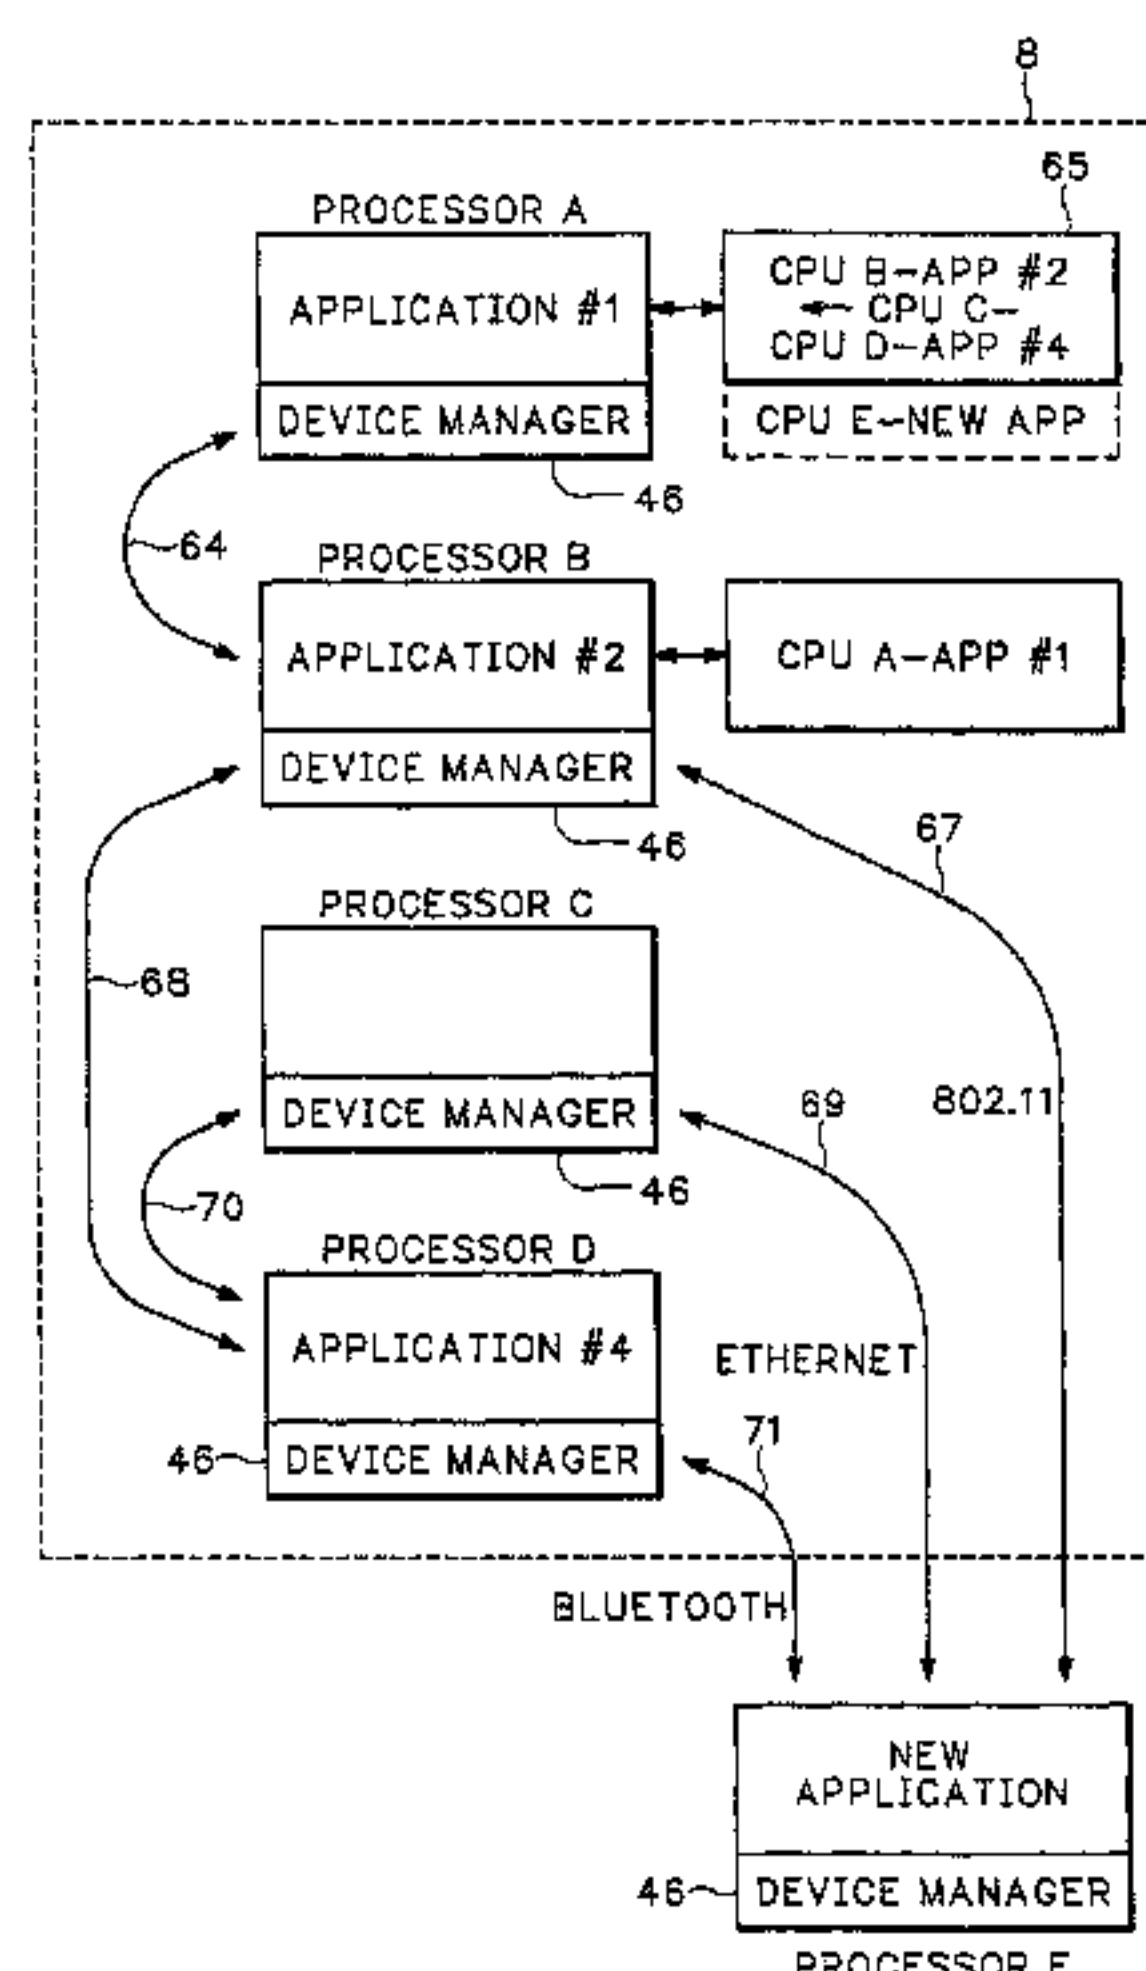 8
65
PROCESSOR A
APPLICATION #1
CPU B-APP #2
CPU C-
CPU D-APP #4
DEVICE MANAGER
CPU E-NEW APP
46
64
PROCESSOR B
APPLICATION #2
CPU A-APP #1
DEVICE MANAGER
46
67
PROCESSOR C
68
DEVICE MANAGER
69
802.11
46
70
PROCESSOR D
APPLICATION #4
ETHERNET
71
46
DEVICE MANAGER
BLUETOOTH
NEW
APPLICATION
46
DEVICE MANAGER
PROCESSOR